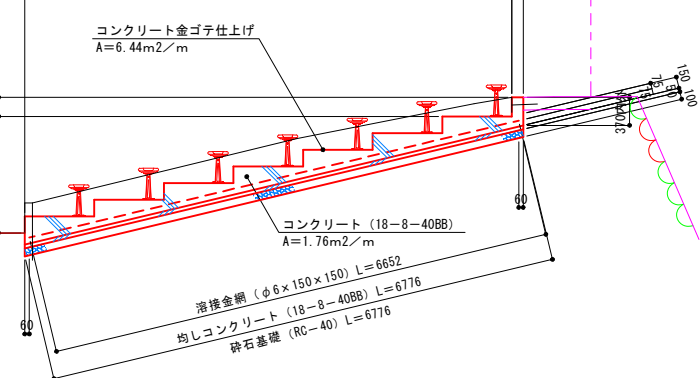 コンクリート金ゴテ仕上げ
A=6.44m2/m
150
75
50
100
コンクリート (18-8-40BB)
A=1.76m2/m
60
60
溶接金網 (φ6×150×150) L=6652
均しコンクリート (18-8-40BB) L=6776
砕石基礎 (RC-40) L=6776